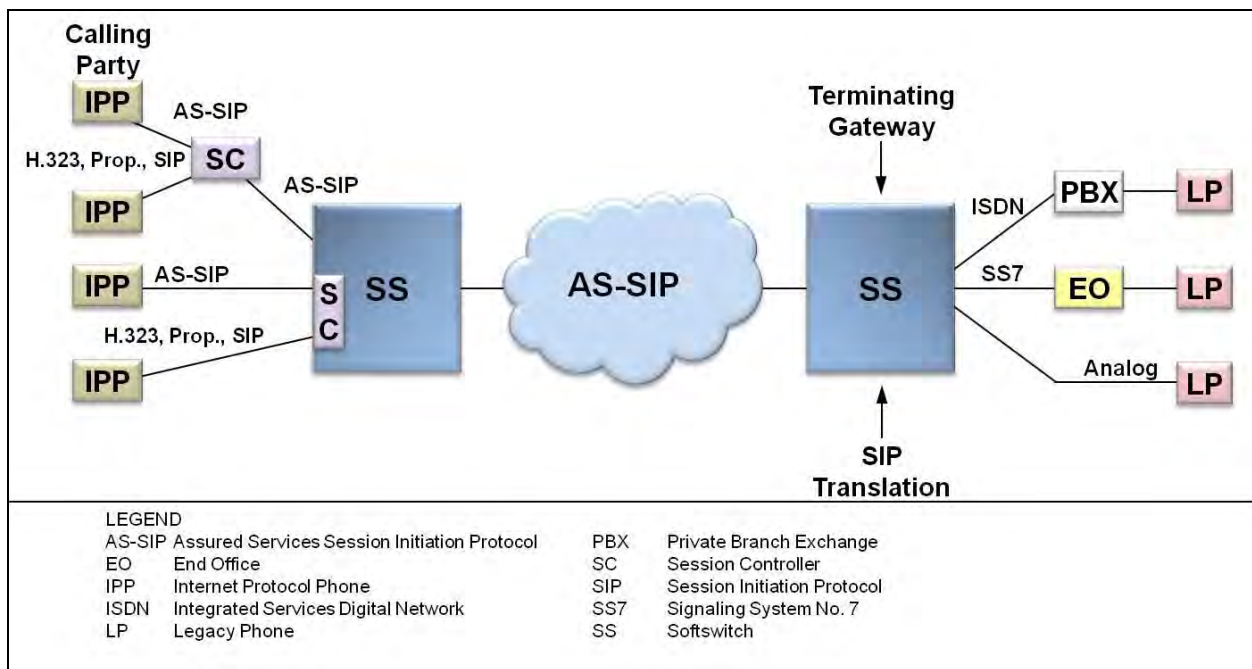 Calling
Party
IPP
AS-SIP
H.323, Prop., SIP
SC
IPP
AS-SIP
IPP
AS-SIP
H.323, Prop., SIP
IPP
S
C
SS
AS-SIP
Terminating
Gateway
SS
SIP
Translation
ISDN
PBX
LP
SS7
EO
LP
Analog
LP
LEGEND
AS-SIP Assured Services Session Initiation Protocol
EO End Office
IPP Internet Protocol Phone
ISDN Integrated Services Digital Network
LP Legacy Phone
PBX Private Branch Exchange
SC Session Controller
SIP Session Initiation Protocol
SS7 Signaling System No. 7
SS Softswitch